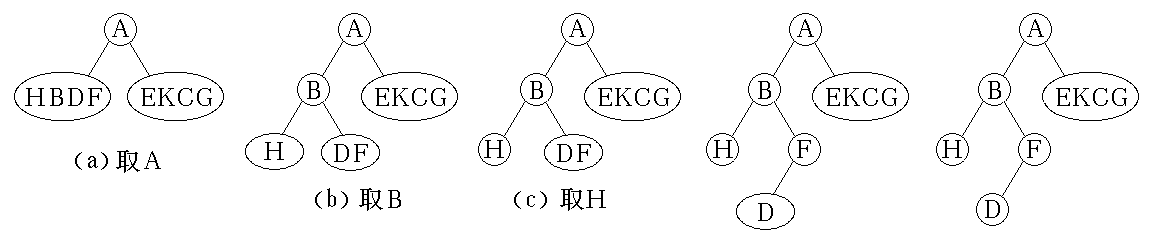 A A A A A
HBDF EKCG B EKCG B EKCG B EKCG B EKCG
H DF H DF H F H F
(a)取A D D
(b)取B (c)取H